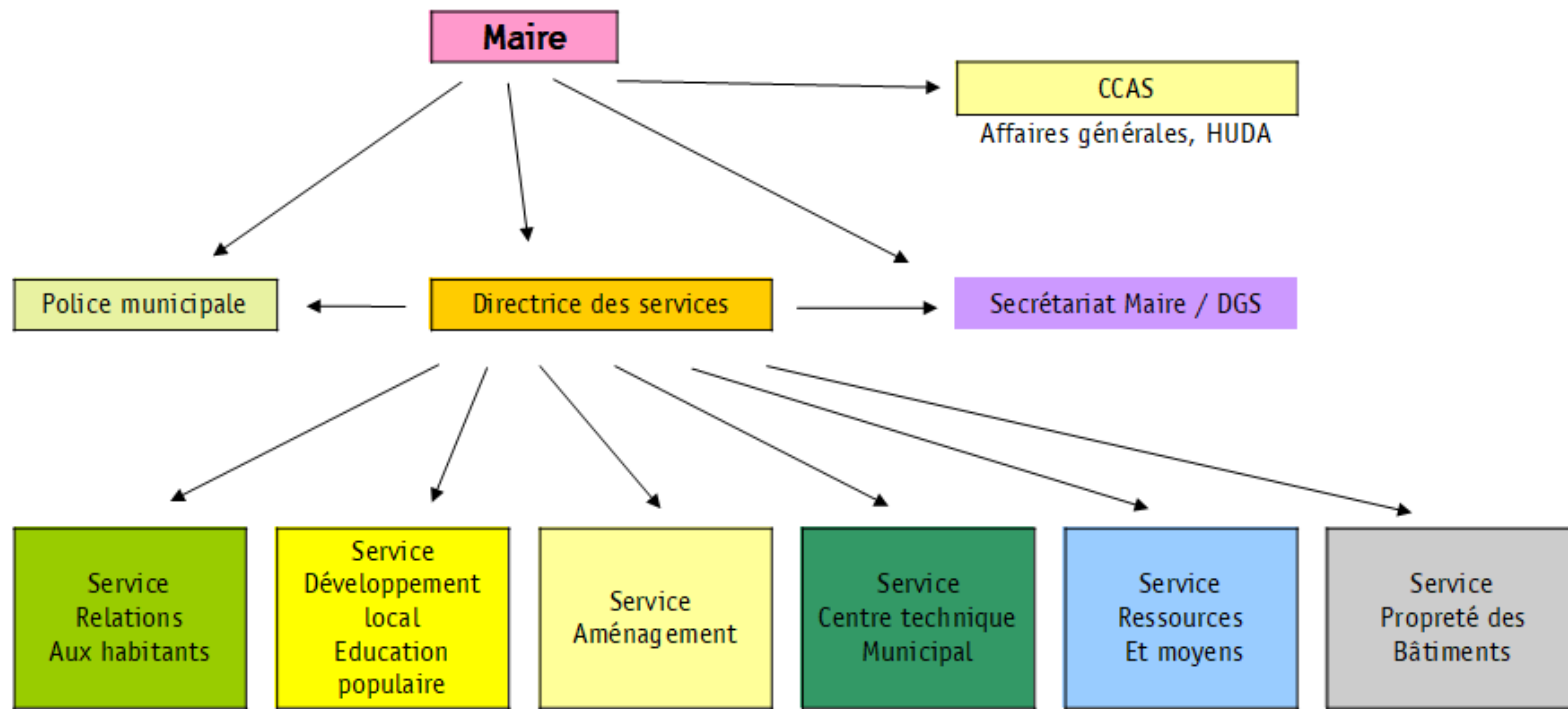 Maire
CCAS
Affaires générales, HUDA
Police municipale
Directrice des services
Secrétariat Maire / DGS
Service
Relations
Aux habitants
Service
Développement
local
Education
populaire
Service
Aménagement
Service
Centre technique
Municipal
Service
Ressources
Et moyens
Service
Propreté des
Bâtiments